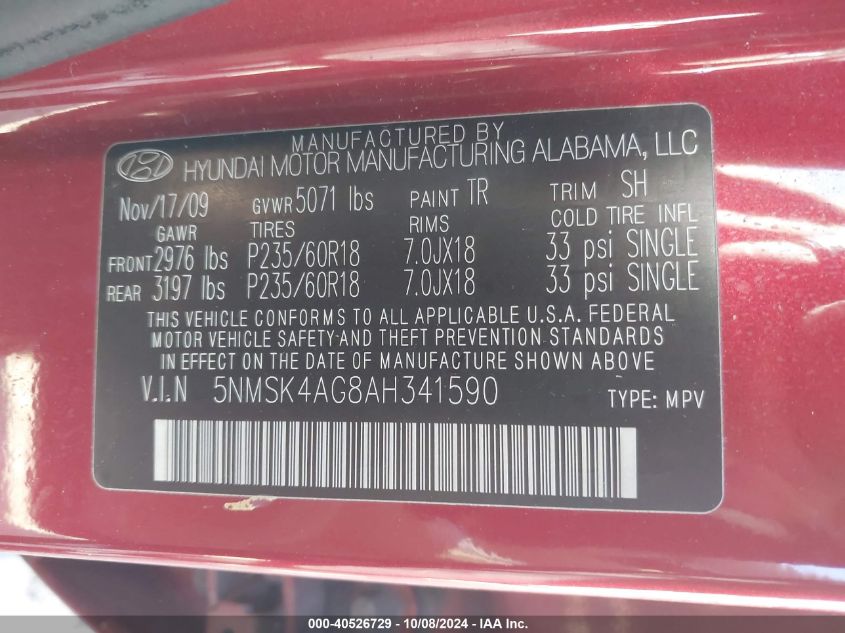 MANUFACTURED BY
HYUNDAI MOTOR MANUFACTURING ALABAMA, LLC
Nov/17/09 GVWR 5071 lbs PAINT TR TRIM SH
GAWR TIRES RIMS COLD TIRE INFL
FRONT 2976 lbs P235/60R18 7.0JX18 33 psi SINGLE
REAR 3197 lbs P235/60R18 7.0JX18 33 psi SINGLE
THIS VEHICLE CONFORMS TO ALL APPLICABLE U.S.A. FEDERAL
MOTOR VEHICLE SAFETY AND THEFT PREVENTION STANDARDS
IN EFFECT ON THE DATE OF MANUFACTURE SHOWN ABOVE
V.I.N 5NMSK4AG8AH341590 TYPE: MPV
000-40526729 - 10/08/2024 - IAAI, Inc.